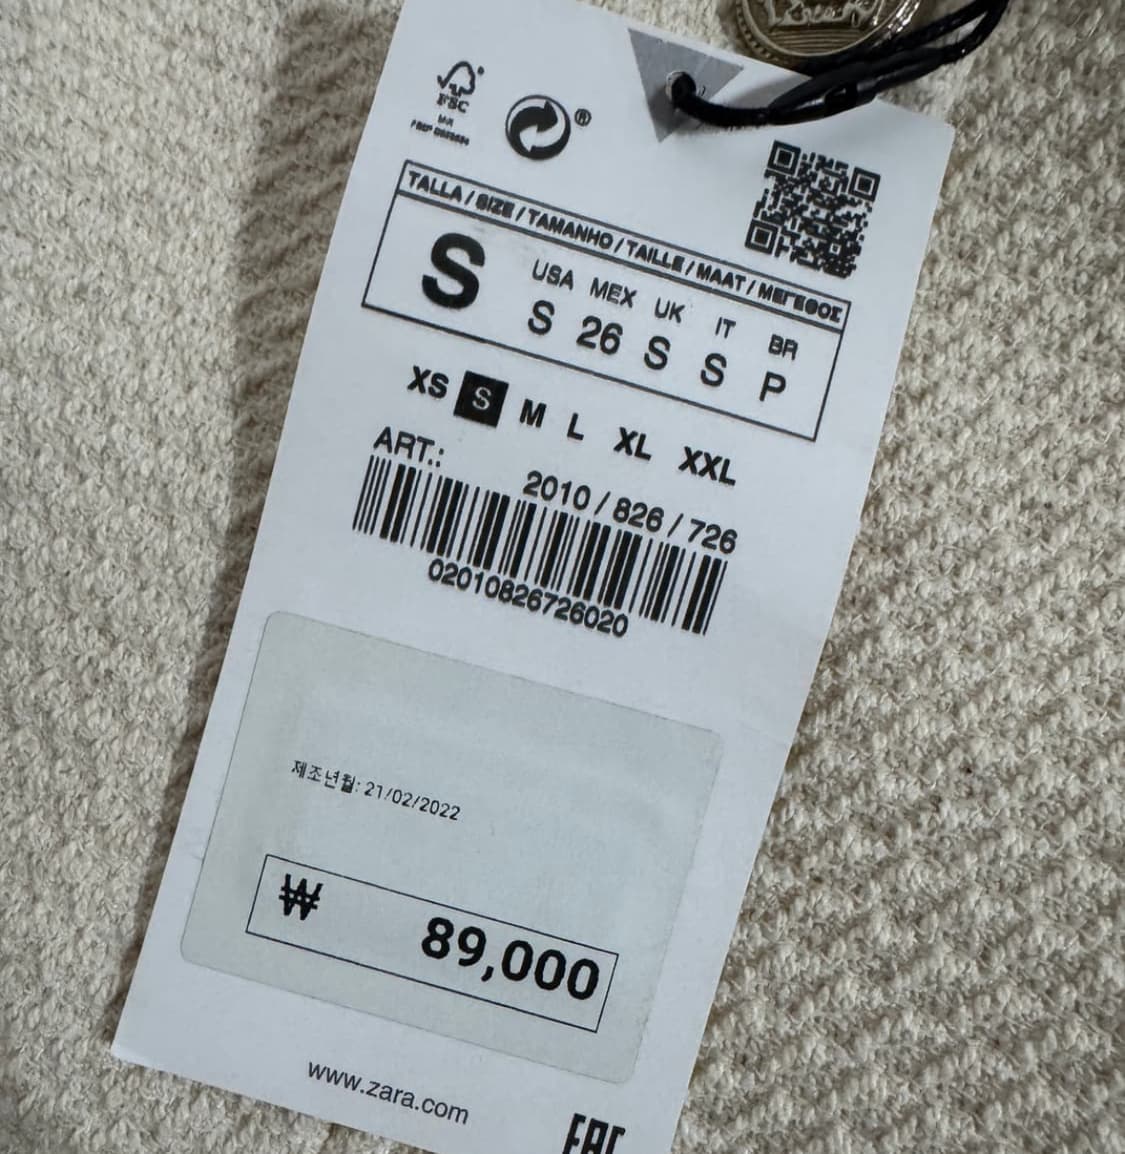 FSC
®
TALLA / SIZE / TAMANHO / TAILLE / MAAT / ΜΕΓΕΘΟΣ
S
USA MEX UK IT BR
S 26 S S P
XS S M L XL XXL
ART.:
2010 / 826 / 726
02010826726020
제조년월: 21/02/2022
₩ 89,000
www.zara.com
EAC